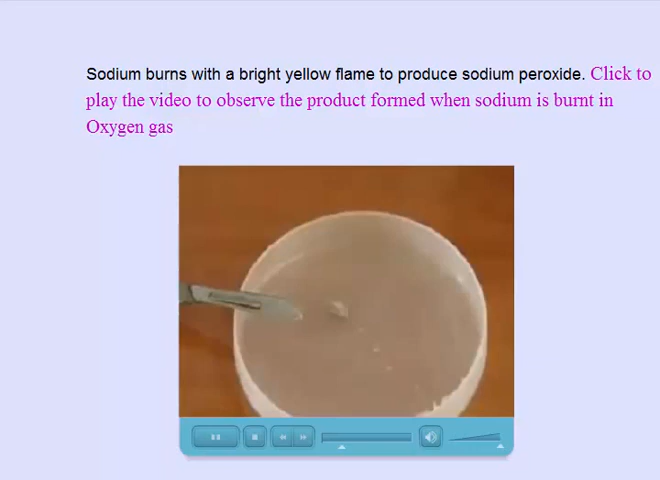 Sodium burns with a bright yellow flame to produce sodium peroxide. Click to
play the video to observe the product formed when sodium is burnt in
Oxygen gas